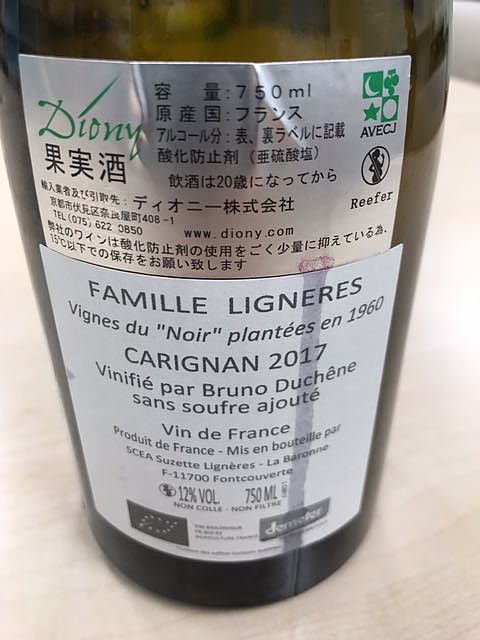 Diony
果実酒
容 量:750ml
原産国:フランス
アルコール分:表、裏ラベルに記載
酸化防止剤(亜硫酸塩)
AVECJ
飲酒は20歳になってから
Reefer
輸入業者及び引取先:ディオニー株式会社
京都市伏見区奈良屋町408-1
TEL(075)622 0850 www.diony.com
弊社のワインは酸化防止剤の使用をごく少量に抑えている為、
15℃以下での保存をお願い致します
FAMILLE LIGNERES
Vignes du "Noir" plantées en 1960
CARIGNAN 2017
Vinifié par Bruno Duchêne
sans soufre ajouté
Vin de France
Produit de France - Mis en bouteille par
SCEA Suzette Lignères - La Baronne
F-11700 Fontcouverte
12% VOL. 750 ML
NON COLLE - NON FILTRE
demeter